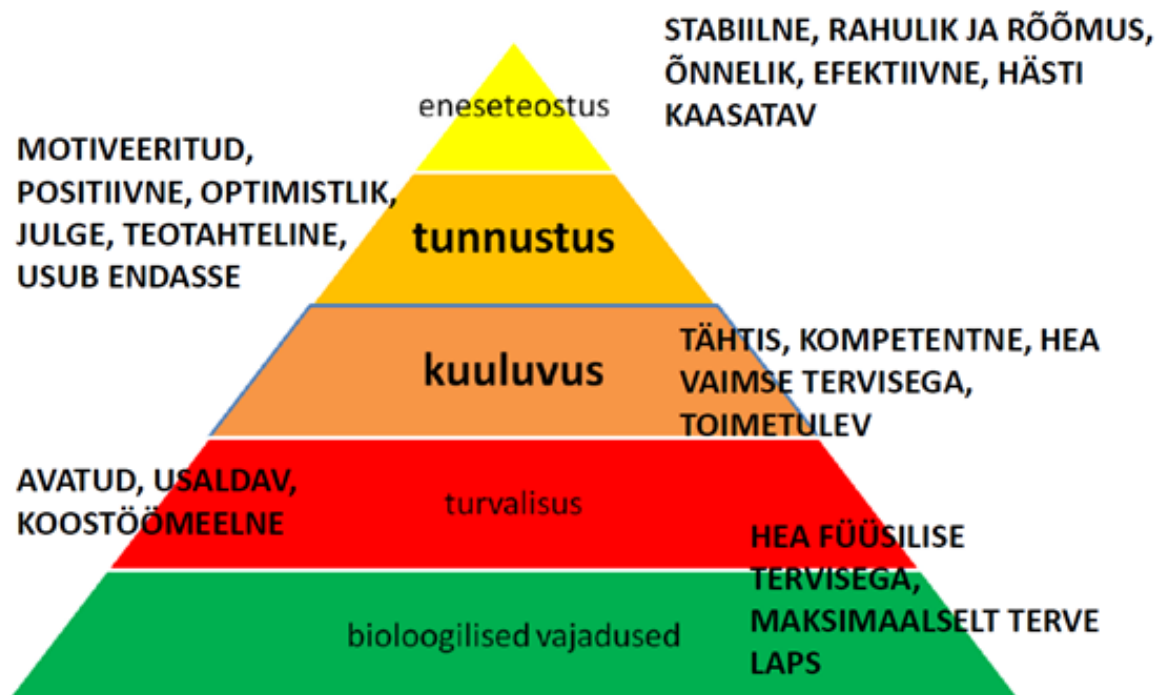 STABIILNE, RAHULIK JA RÕÕMUS,
ÕNNELIK, EFEKTIIVNE, HÄSTI
KAASATAV
eneseteostus
MOTIVEERITUD,
POSITIIVNE, OPTIMISTLIK,
JULGE, TEOTAHTELINE,
USUB ENDASSE
tunnustus
kuuluvus
TÄHTIS, KOMPETENTNE, HEA
VAIMSE TERVISEGA,
TOIMETULEV
AVATUD, USALDAV,
KOOSTÖÖMEELNE
turvalisus
HEA FÜÜSILISE
TERVISEGA,
MAKSIMAALSELT TERVE
LAPS
bioloogilised vajadused